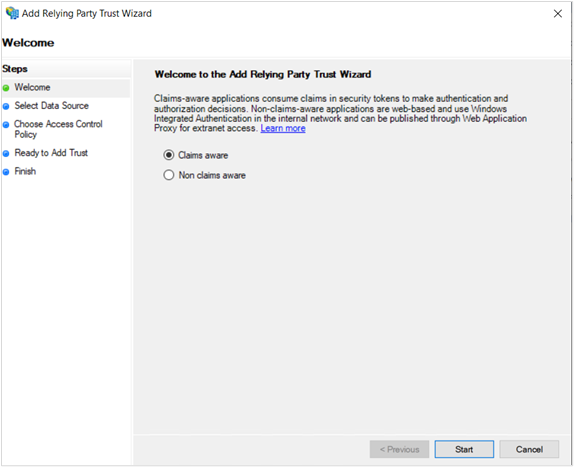 Add Relying Party Trust Wizard
Welcome
Steps
Welcome
Select Data Source
Choose Access Control
Policy
Ready to Add Trust
Finish
Welcome to the Add Relying Party Trust Wizard
Claims-aware applications consume claims in security tokens to make authentication and
authorization decisions. Non-claims-aware applications are web-based and use Windows
Integrated Authentication in the internal network and can be published through Web Application
Proxy for extranet access. Learn more
Claims aware
Non claims aware
< Previous
Start
Cancel